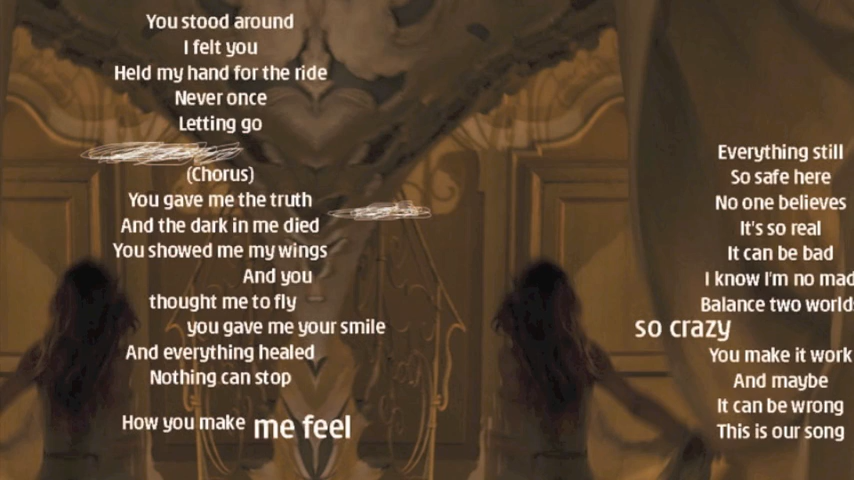 You stood around
I felt you
Held my hand for the ride
Never once
Letting go
(Chorus)
You gave me the truth
And the dark in me died
You showed me my wings
And you
thought me to fly
you gave me your smile
And everything healed
Nothing can stop
How you make me feel
Everything still
So safe here
No one believes
It's so real
It can be bad
I know I'm no mad
Balance two world
so crazy
You make it work
And maybe
It can be wrong
This is our song